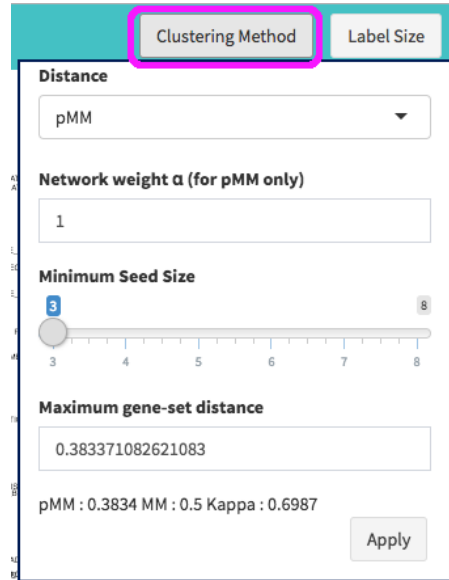 Clustering Method
Label Size
Distance
pMM
Network weight α (for pMM only)
1
Minimum Seed Size
3 8
3 4 5 6 7 8
Maximum gene-set distance
0.383371082621083
pMM : 0.3834 MM : 0.5 Kappa : 0.6987
Apply